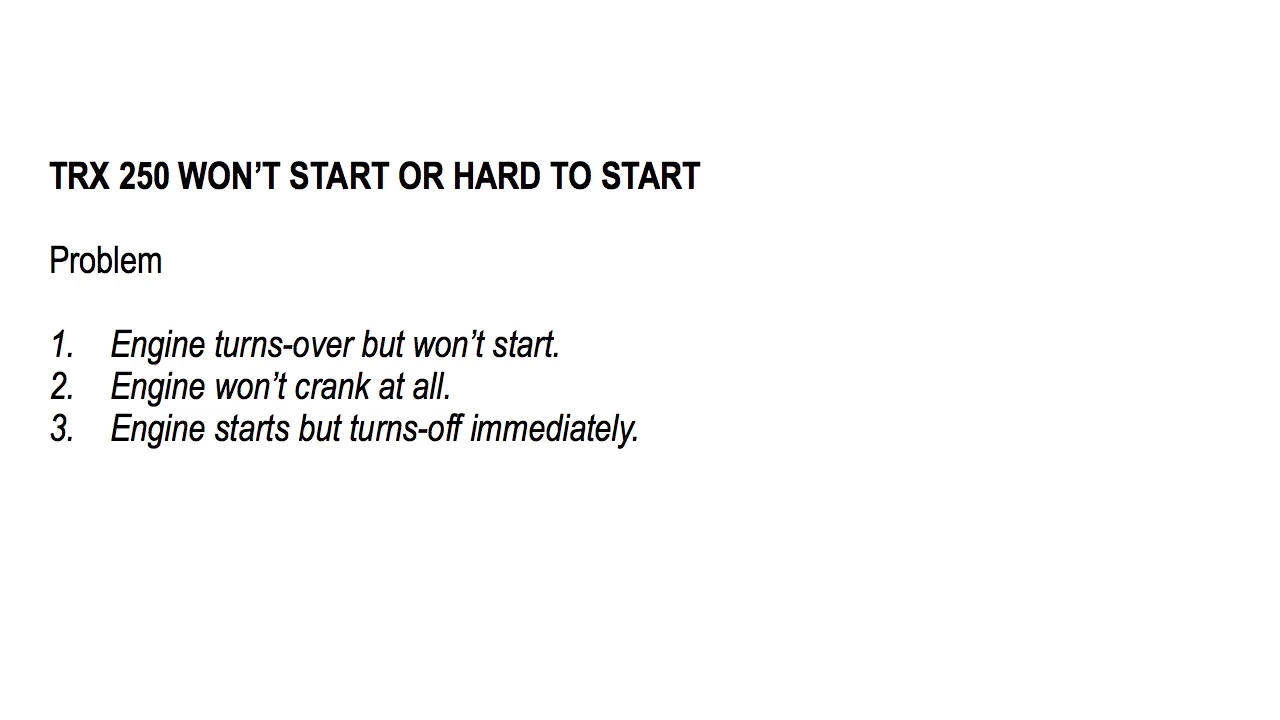 TRX 250 WON’T START OR HARD TO START
Problem
1. Engine turns-over but won’t start.
2. Engine won’t crank at all.
3. Engine starts but turns-off immediately.